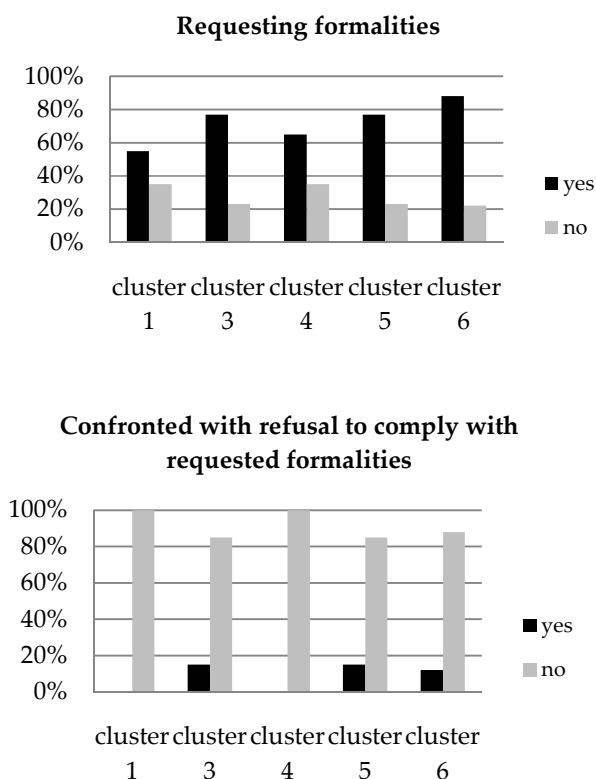 Requesting formalities
100%
80%
60%
40%
20%
0%
cluster cluster cluster cluster cluster
1 3 4 5 6
yes
no
Confronted with refusal to comply with
requested formalities
100%
80%
60%
40%
20%
0%
cluster cluster cluster cluster cluster
1 3 4 5 6
yes
no